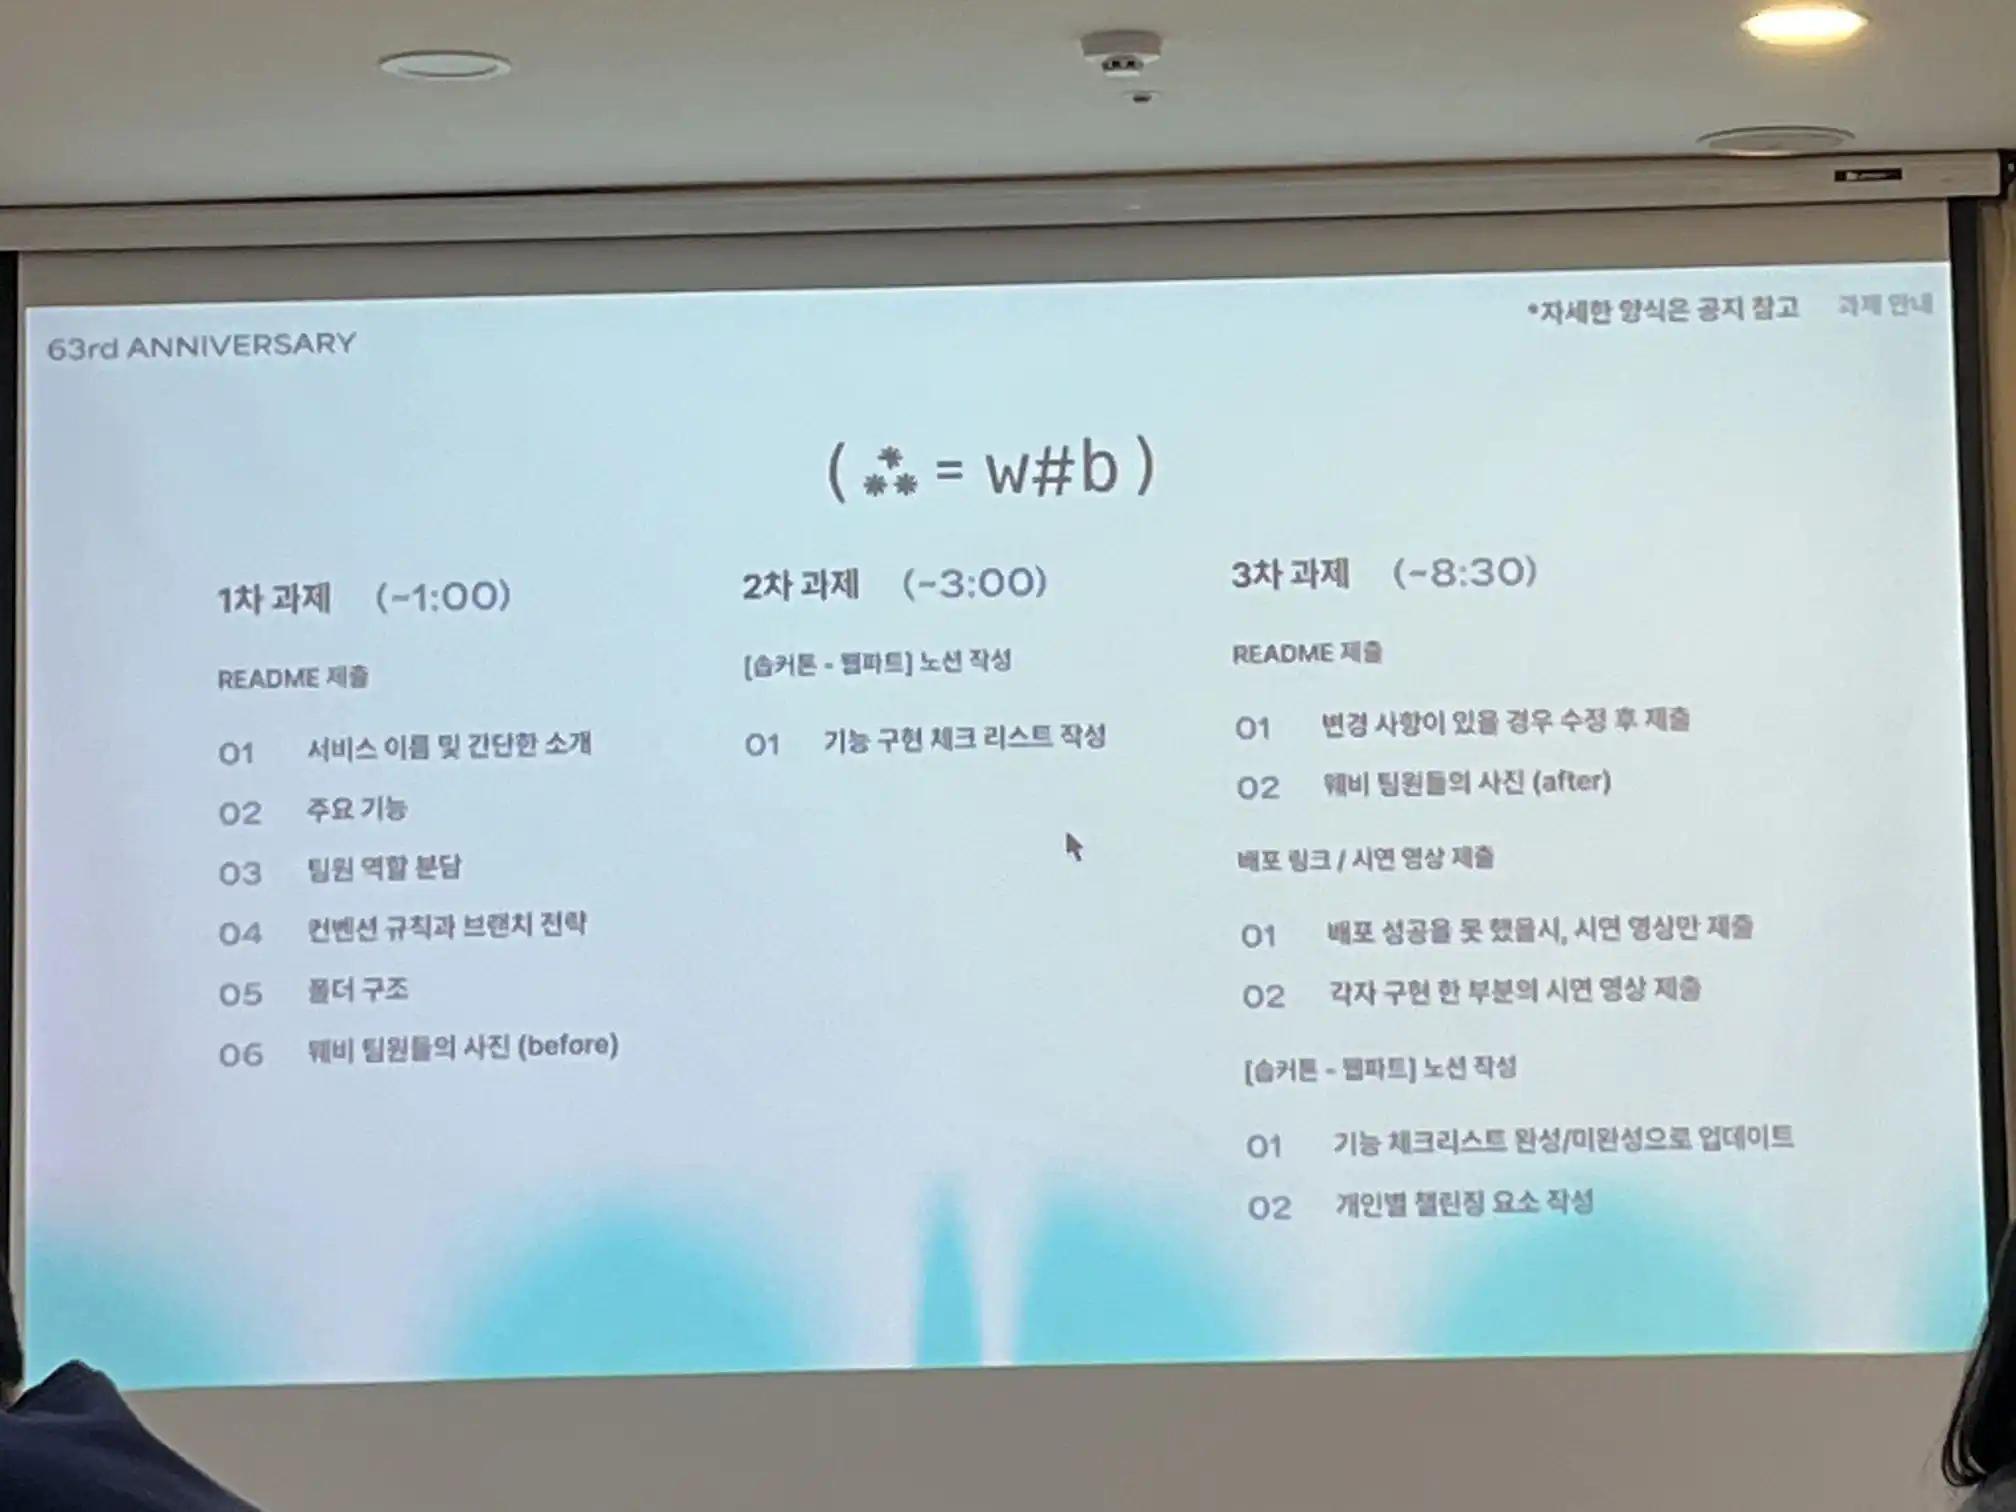 63rd ANNIVERSARY
*자세한 양식은 공지 참고 과제 안내
(⁂ = w#b)
1차 과제 (~1:00)
README 제출
01 서비스 이름 및 간단한 소개
02 주요 기능
03 팀원 역할 분담
04 컨벤션 규칙과 브랜치 전략
05 폴더 구조
06 웨비 팀원들의 사진 (before)
2차 과제 (~3:00)
[솝커톤 - 웹파트] 노션 작성
01 기능 구현 체크 리스트 작성
3차 과제 (~8:30)
README 제출
01 변경 사항이 있을 경우 수정 후 제출
02 웨비 팀원들의 사진 (after)
배포 링크 / 시연 영상 제출
01 배포 성공을 못 했을시, 시연 영상만 제출
02 각자 구현 한 부분의 시연 영상 제출
[솝커톤 - 웹파트] 노션 작성
01 기능 체크리스트 완성/미완성으로 업데이트
02 개인별 챌린징 요소 작성